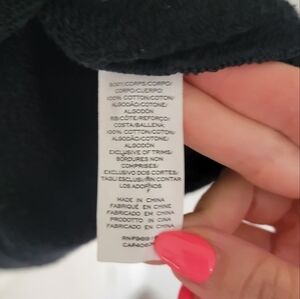 BODY/CORPS/CORPO/
CORPO/CUERPO:
100% COTTON/COTON/
ALGODÃO/COTONE/
ALGODÓN
RIB/CÔTE/REFORÇO/
COSTA/BALLENA:
100% COTTON/COTON/
ALGODÃO/COTONE/
ALGODÓN
EXCLUSIVE OF TRIMS/
BORDURES NON
COMPRISES/
EXCLUSIVO DOS CORTES/
TAGLI ESCLUSI/SIN CONTAR
LOS ADORNOS
MADE IN CHINA
FABRIQUÉ EN CHINE
FABRICADO EM CHINA
PRODOTTO IN CINA
FABRICADO EN CHINA